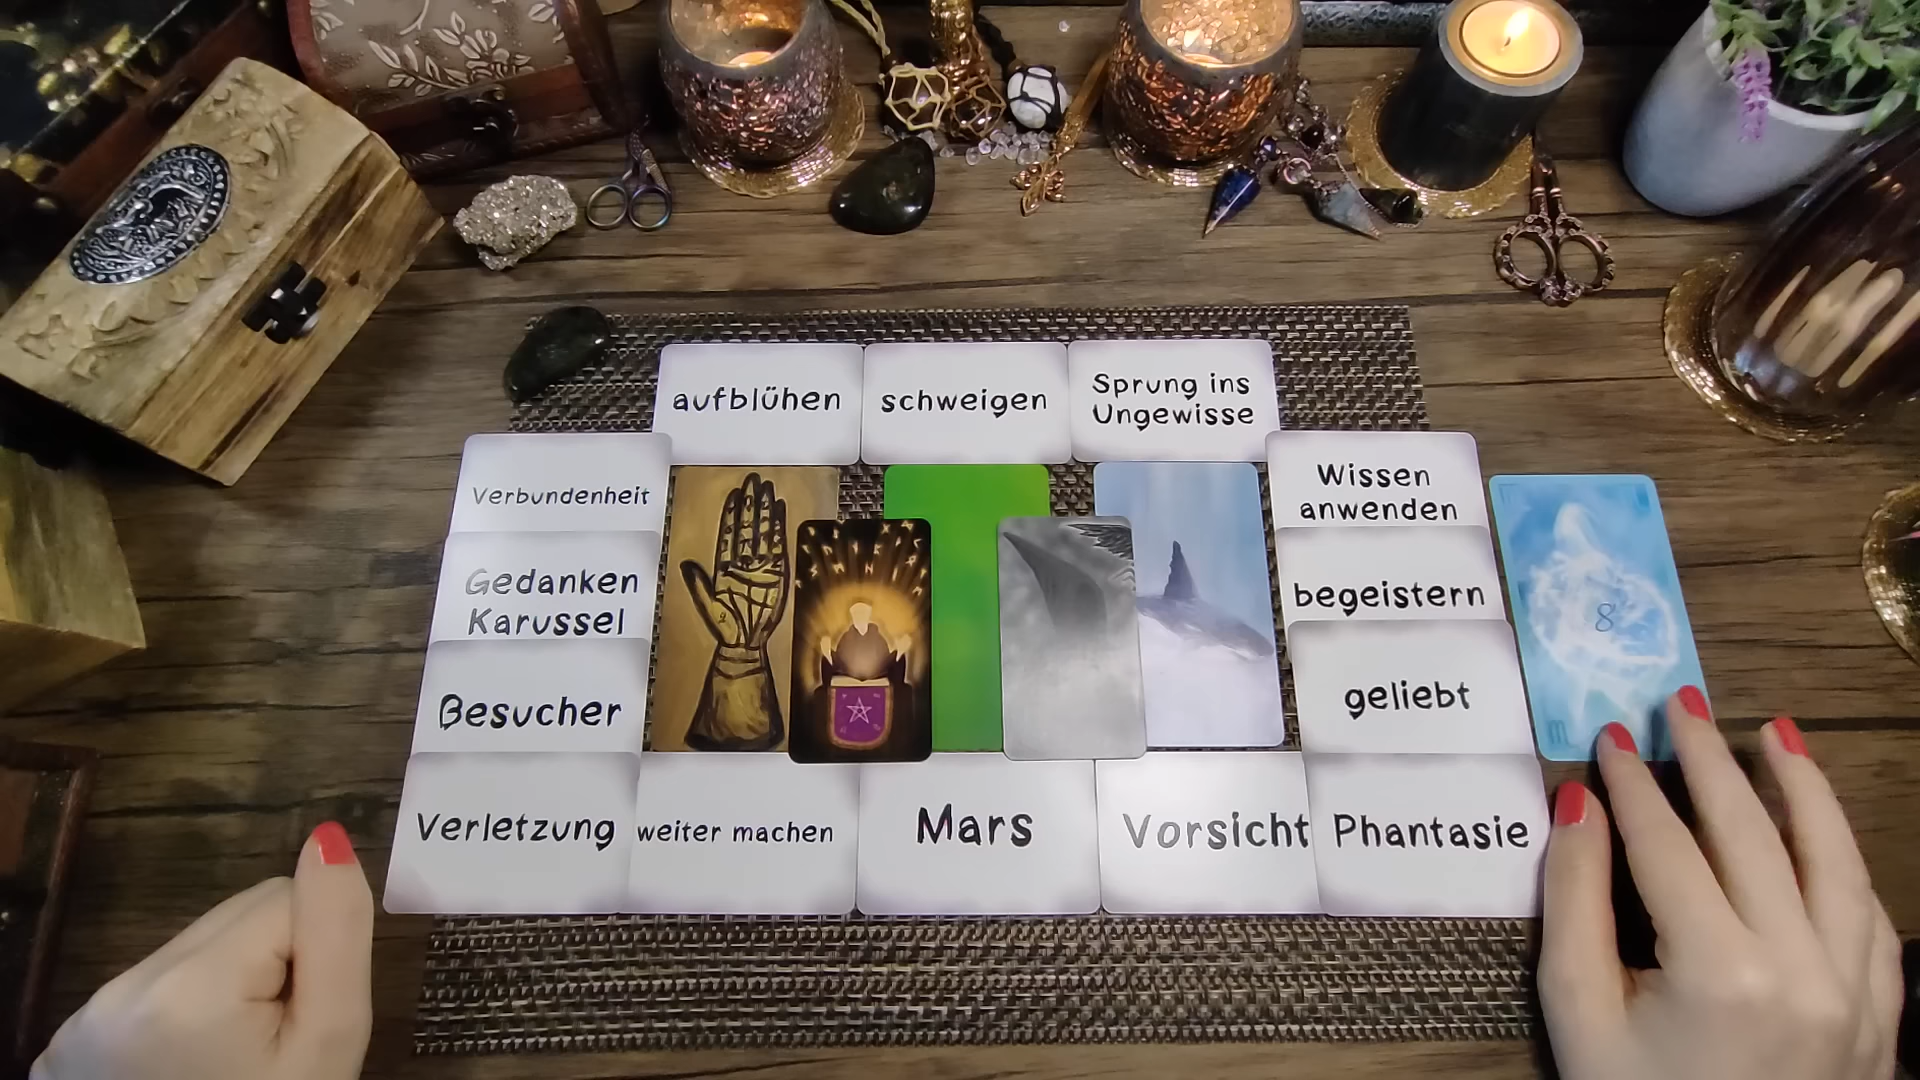 aufblühen
schweigen
Sprung ins
Ungewisse
Verbundenheit
Wissen
anwenden
Gedanken
Karussel
begeistern
8
Besucher
geliebt
Verletzung
weiter machen
Mars
Vorsicht
Phantasie